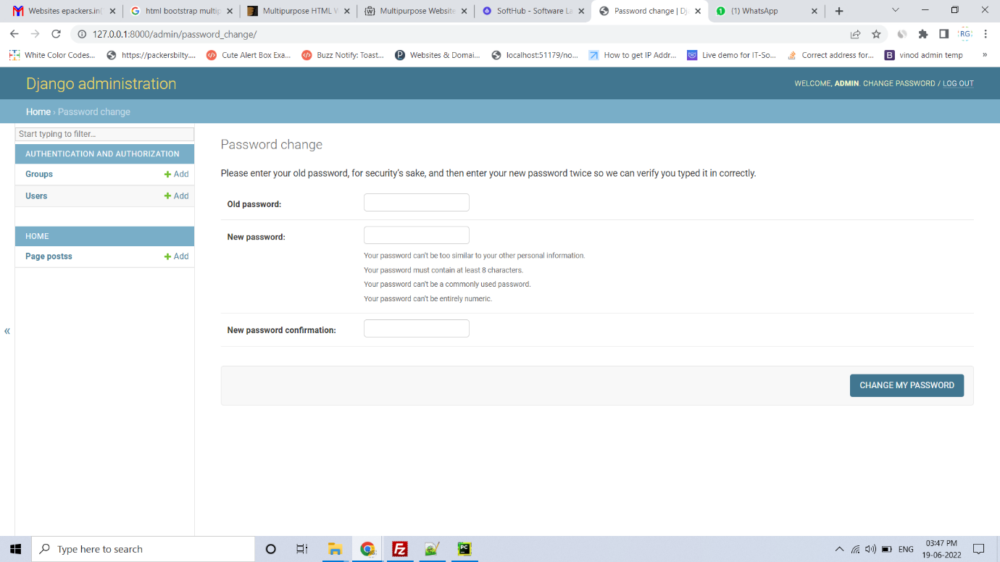 Websites epackers.in(
html bootstrap multip
Multipurpose HTML W
Multipurpose Website
SoftHub - Software La
Password change | Dj
(1) WhatsApp
127.0.0.1:8000/admin/password_change/
RG
White Color Codes...
https://packersbilty....
Cute Alert Box Exa...
Buzz Notify: Toast...
Websites & Domai...
localhost:51179/no...
How to get IP Addr...
Live demo for IT-So...
Correct address for...
vinod admin temp
»
Django administration
WELCOME, ADMIN. CHANGE PASSWORD / LOG OUT
Home › Password change
Start typing to filter...
AUTHENTICATION AND AUTHORIZATION
Groups + Add
Users + Add
HOME
Page postss + Add
«
Password change
Please enter your old password, for security's sake, and then enter your new password twice so we can verify you typed it in correctly.
Old password:
New password:
Your password can't be too similar to your other personal information.
Your password must contain at least 8 characters.
Your password can't be a commonly used password.
Your password can't be entirely numeric.
New password confirmation:
CHANGE MY PASSWORD
Type here to search
ENG
03:47 PM
19-06-2022